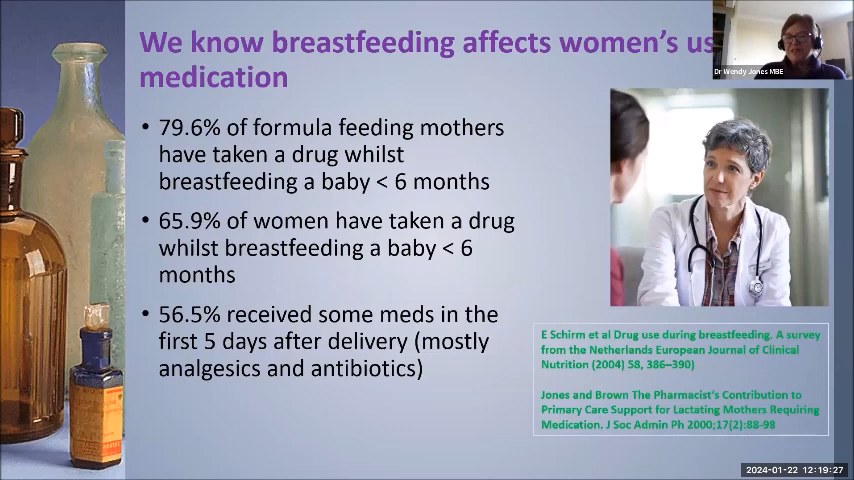 We know breastfeeding affects women's us
medication
Dr Wendy Jones MBE
• 79.6% of formula feeding mothers
have taken a drug whilst
breastfeeding a baby < 6 months
• 65.9% of women have taken a drug
whilst breastfeeding a baby < 6
months
• 56.5% received some meds in the
first 5 days after delivery (mostly
analgesics and antibiotics)
E Schirm et al Drug use during breastfeeding. A survey
from the Netherlands European Journal of Clinical
Nutrition (2004) 58, 386–390)
Jones and Brown The Pharmacist's Contribution to
Primary Care Support for Lactating Mothers Requiring
Medication. J Soc Admin Ph 2000;17(2):88-98
2024-01-22 12:19:27